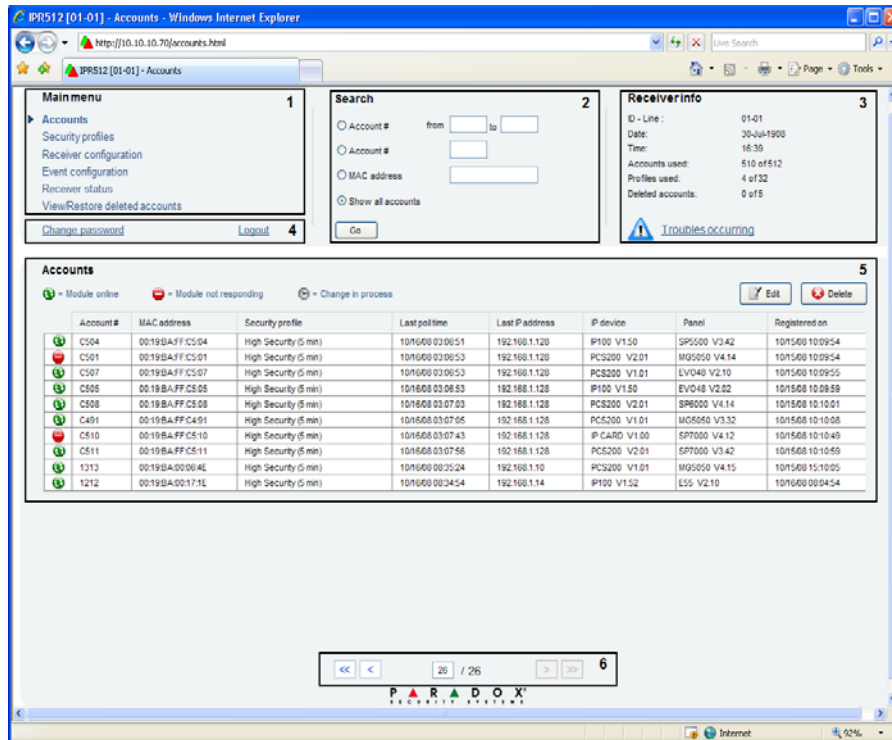 IPR512 [01-01] - Accounts - Windows Internet Explorer
http://10.10.10.70/accounts.html
Live Search
IPR512 [01-01] - Accounts
Page
Tools
Main menu
1
Accounts
Security profiles
Receiver configuration
Event configuration
Receiver status
View/Restore deleted accounts
Change password
Logout
4
Search
2
Account #
from
to
Account #
MAC address
Show all accounts
Go
Receiver info
3
ID - Line :
01-01
Date:
30-Jul-1908
Time:
16:39
Accounts used:
510 of 512
Profiles used:
4 of 32
Deleted accounts:
0 of 5
Troubles occurring
Accounts
5
= Module online
= Module not responding
= Change in process
Edit
Delete
Account # MAC address Security profile Last poll time Last IP address IP device Panel Registered on
C504 00:19:BA:FF:C5:04 High Security (5 min) 10/16/08 03:06:51 192.168.1.128 IP100 V1.50 SP5500 V3.42 10/15/08 10:09:54
C501 00:19:BA:FF:C5:01 High Security (5 min) 10/16/08 03:06:53 192.168.1.128 PCS200 V2.01 MG5050 V4.14 10/15/08 10:09:54
C507 00:19:BA:FF:C5:07 High Security (5 min) 10/16/08 03:06:53 192.168.1.128 PCS200 V1.01 EVO48 V2.10 10/15/08 10:09:55
C505 00:19:BA:FF:C5:05 High Security (5 min) 10/16/08 03:06:53 192.168.1.128 IP100 V1.50 EVO48 V2.02 10/15/08 10:09:59
C508 00:19:BA:FF:C5:08 High Security (5 min) 10/16/08 03:07:03 192.168.1.128 PCS200 V2.01 SP6000 V4.14 10/15/08 10:10:01
C491 00:19:BA:FF:C4:91 High Security (5 min) 10/16/08 03:07:05 192.168.1.128 PCS200 V1.01 MG5050 V3.32 10/15/08 10:10:08
C510 00:19:BA:FF:C5:10 High Security (5 min) 10/16/08 03:07:43 192.168.1.128 IP CARD V1.00 SP7000 V4.12 10/15/08 10:10:49
C511 00:19:BA:FF:C5:11 High Security (5 min) 10/16/08 03:07:56 192.168.1.128 PCS200 V2.01 SP7000 V3.42 10/15/08 10:10:59
1313 00:19:BA:00:06:4E High Security (5 min) 10/16/08 08:35:24 192.168.1.10 PCS200 V1.01 MG5050 V4.15 10/15/08 15:10:05
1212 00:19:BA:00:17:1E High Security (5 min) 10/16/08 08:34:54 192.168.1.14 IP100 V1.52 E55 V2.10 10/16/08 08:04:54
<< < 26 / 26 > >>
6
PARADOX
SECURITY SYSTEMS
Internet
92%